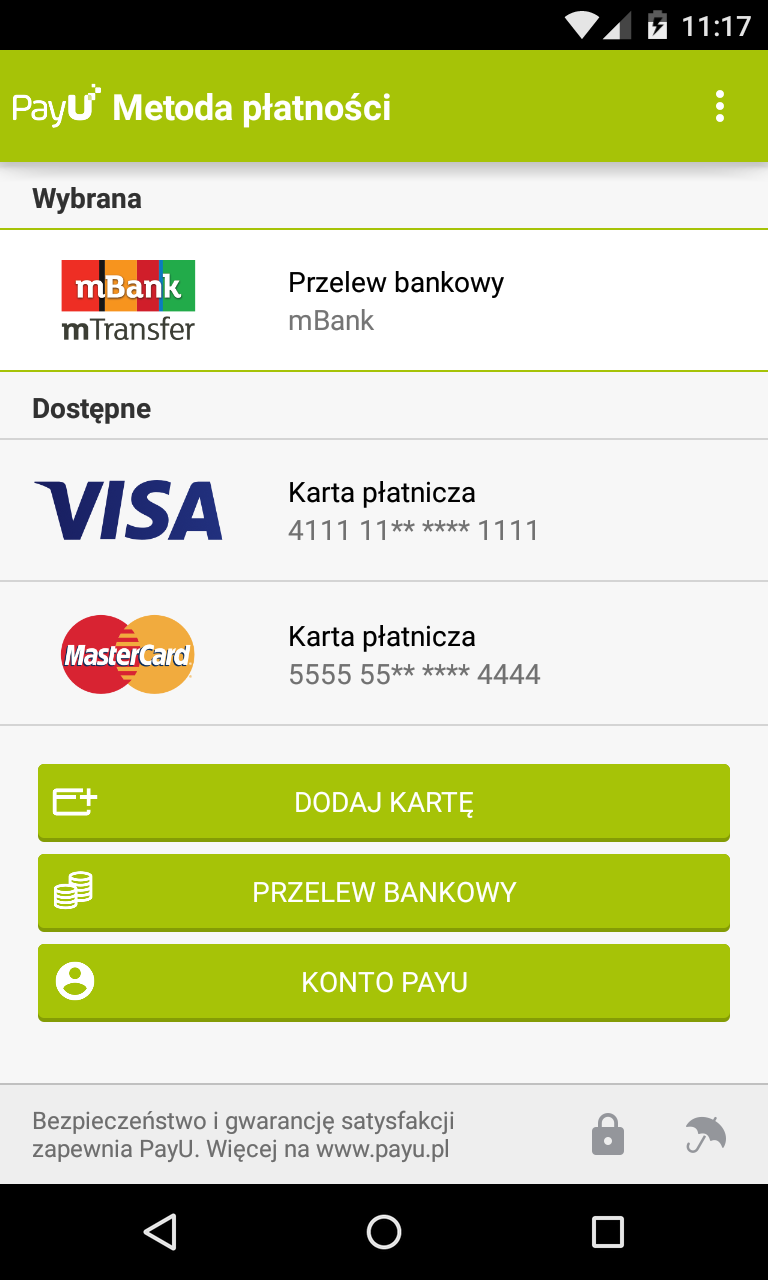 11:17
PayU Metoda płatności
Wybrana
mBank
mTransfer
Przelew bankowy
mBank
Dostępne
VISA
Karta płatnicza
4111 11** **** 1111
MasterCard
Karta płatnicza
5555 55** **** 4444
DODAJ KARTĘ
PRZELEW BANKOWY
KONTO PAYU
Bezpieczeństwo i gwarancję satysfakcji
zapewnia PayU. Więcej na www.payu.pl